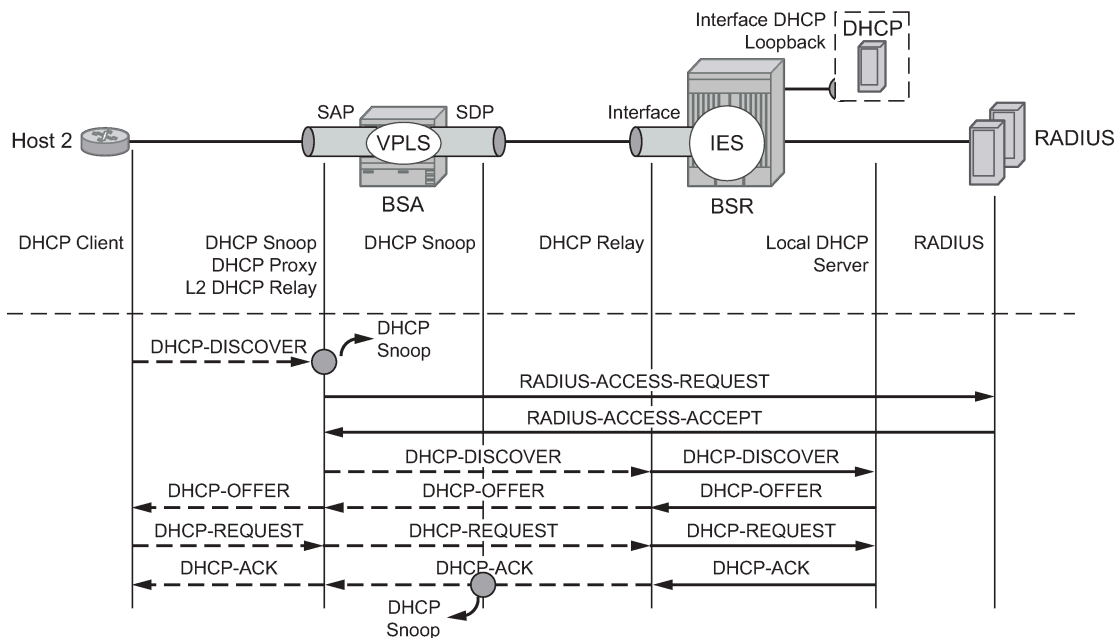 Interface DHCP
Loopback
DHCP
SAP
SDP
Interface
Host 2
VPLS
IES
RADIUS
BSA
BSR
DHCP Client
DHCP Snoop
DHCP Proxy
L2 DHCP Relay
DHCP Snoop
DHCP Relay
Local DHCP
Server
RADIUS
DHCP-DISCOVER
DHCP
Snoop
RADIUS-ACCESS-REQUEST
RADIUS-ACCESS-ACCEPT
DHCP-DISCOVER
DHCP-DISCOVER
DHCP-OFFER
DHCP-OFFER
DHCP-OFFER
DHCP-REQUEST
DHCP-REQUEST
DHCP-REQUEST
DHCP-ACK
DHCP-ACK
DHCP-ACK
DHCP
Snoop